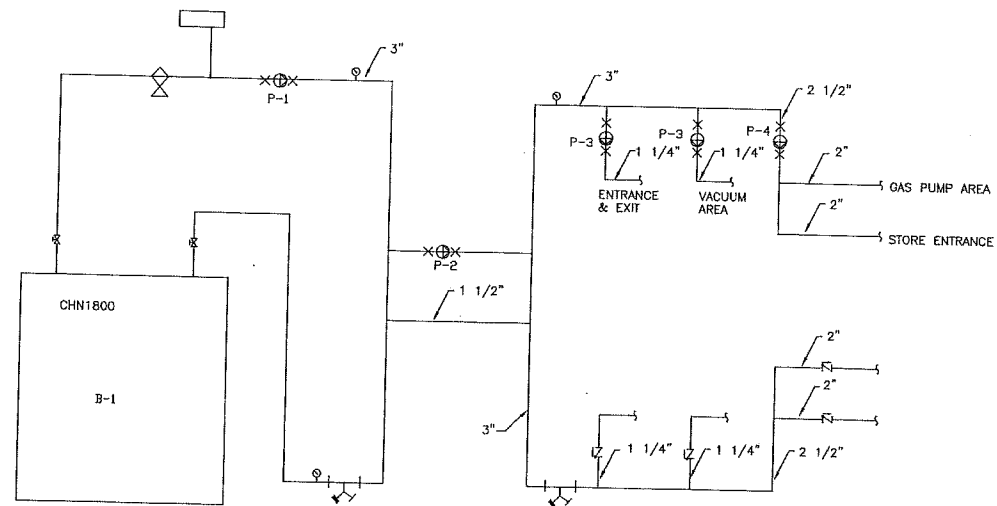 3"
P-1
3"
2 1/2"
P-3
P-3
P-4
1 1/4"
1 1/4"
2"
GAS PUMP AREA
ENTRANCE
& EXIT
VACUUM
AREA
2"
STORE ENTRANCE
P-2
1 1/2"
CHN1800
B-1
2"
2"
3"
1 1/4"
1 1/4"
2 1/2"